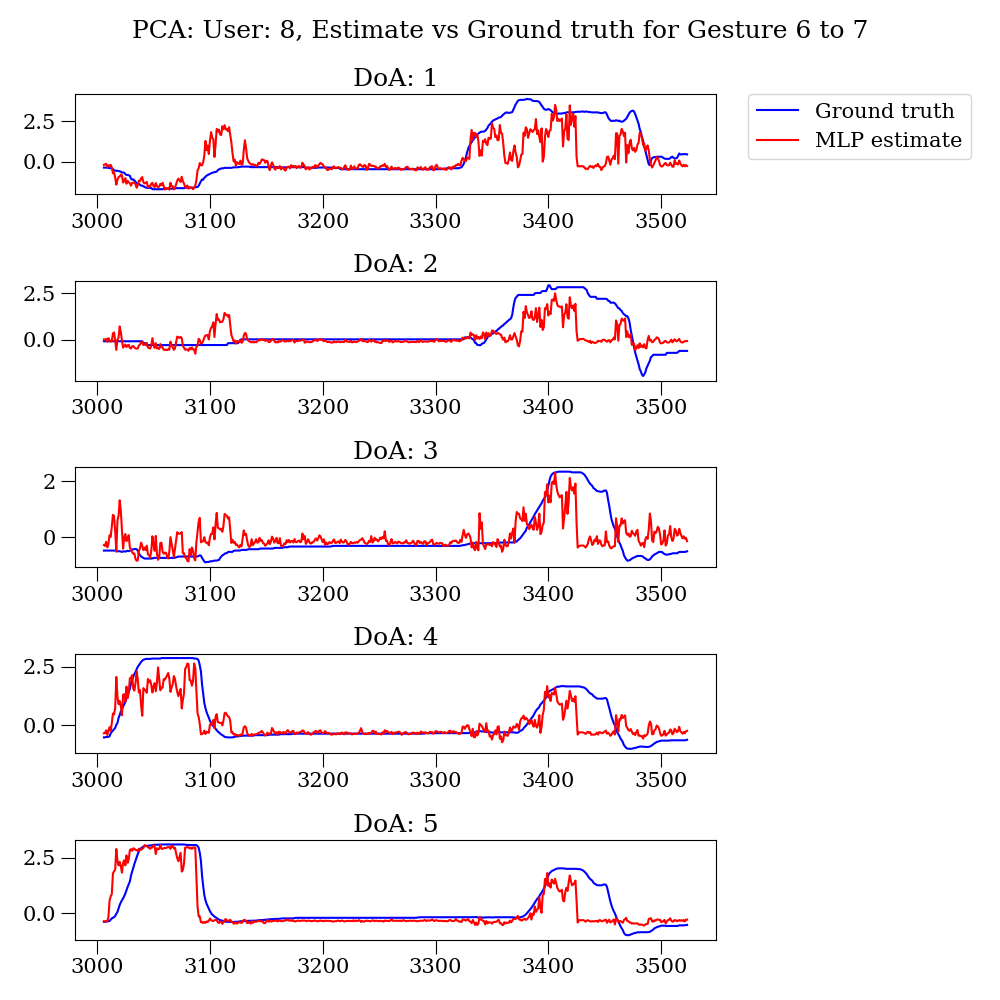 PCA: User: 8, Estimate vs Ground truth for Gesture 6 to 7
DoA: 1
2.5
0.0
3000 3100 3200 3300 3400 3500
Ground truth
MLP estimate
DoA: 2
2.5
0.0
3000 3100 3200 3300 3400 3500
DoA: 3
2
0
3000 3100 3200 3300 3400 3500
DoA: 4
2.5
0.0
3000 3100 3200 3300 3400 3500
DoA: 5
2.5
0.0
3000 3100 3200 3300 3400 3500